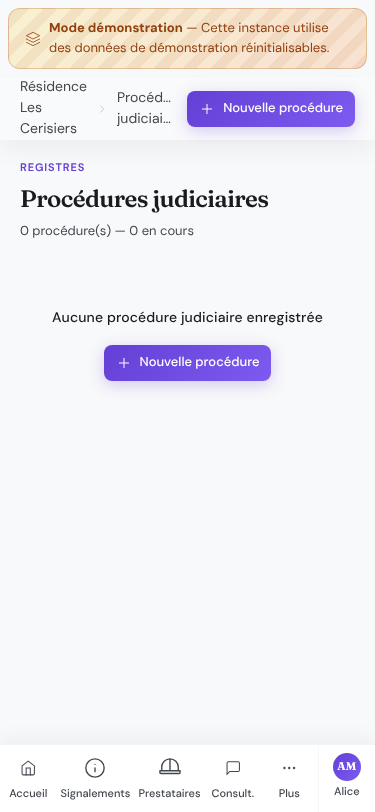 Mode démonstration — Cette instance utilise
des données de démonstration réinitialisables.
Résidence
Les
Cerisiers
Procéd...
judiciai...
Nouvelle procédure
REGISTRES
Procédures judiciaires
0 procédure(s) — 0 en cours
Aucune procédure judiciaire enregistrée
Nouvelle procédure
AM
Accueil
Signalements
Prestataires
Consult.
Plus
Alice